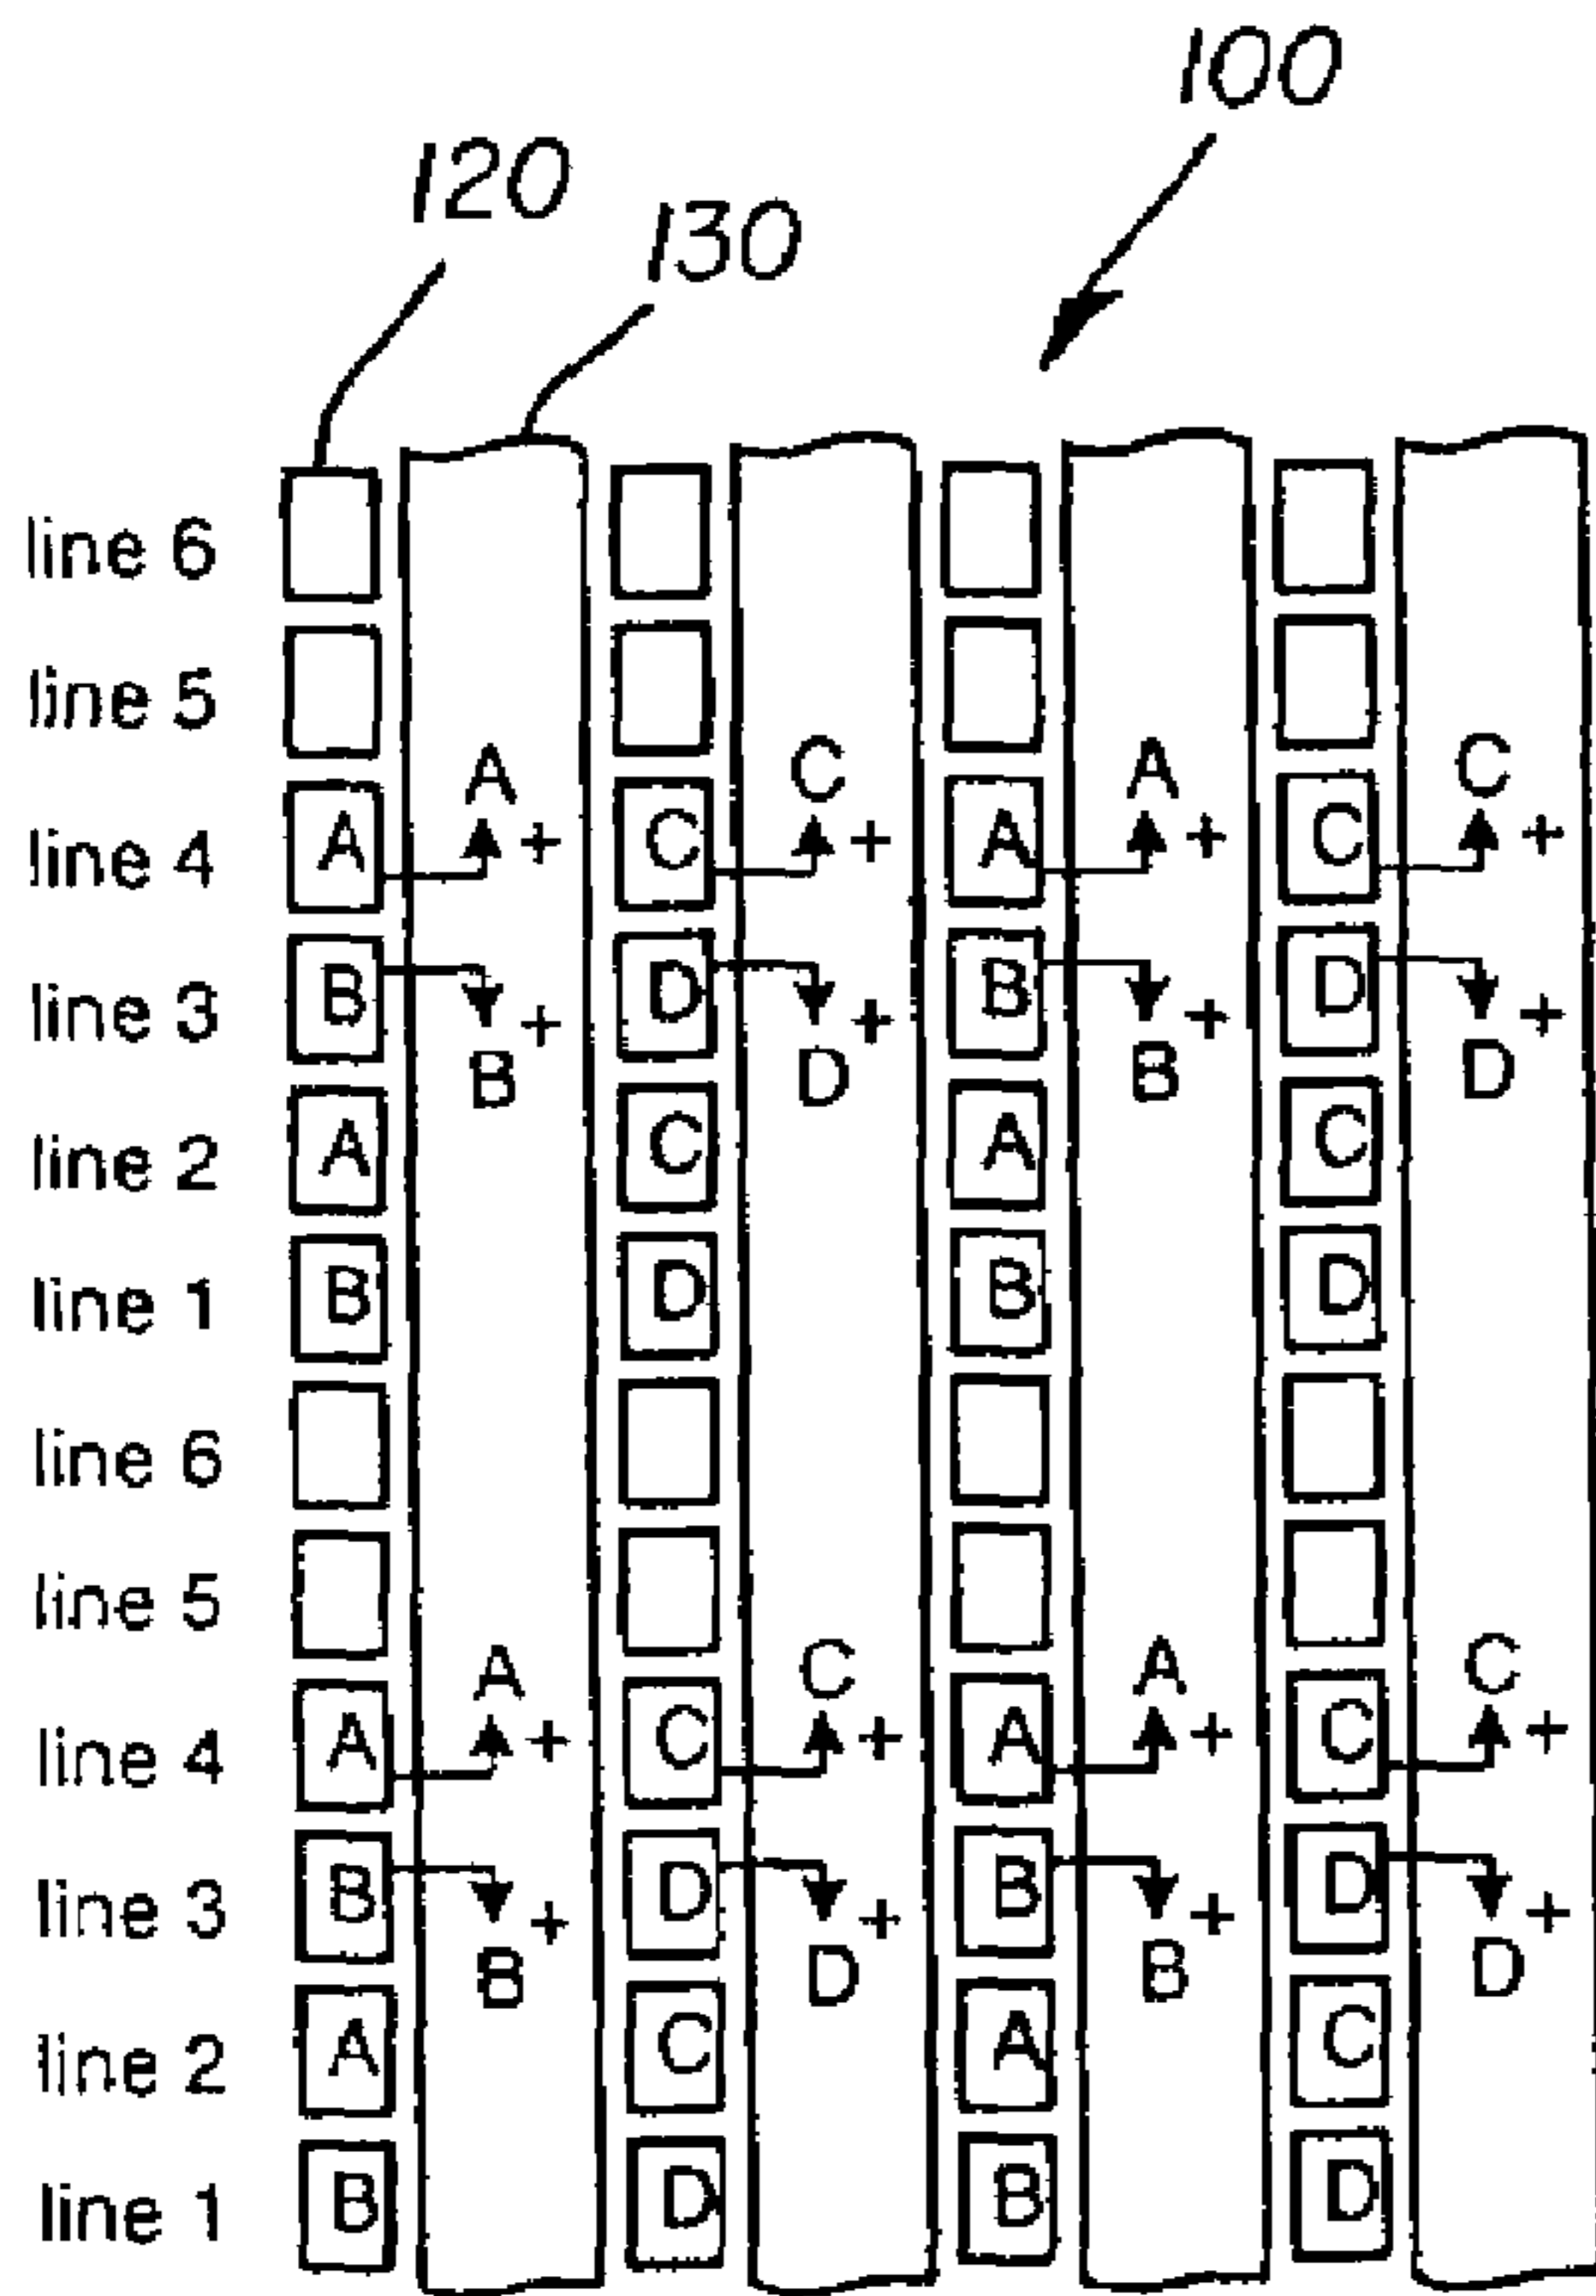 100
120
130
line 6
line 5
A C A C
line 4 A + C + A + C +
line 3 B + D + B + D +
B D B D
line 2 A C A C
line 1 B D B D
line 6
line 5
A C A C
line 4 A + C + A + C +
line 3 B + D + B + D +
B D B D
line 2 A C A C
line 1 B D B D